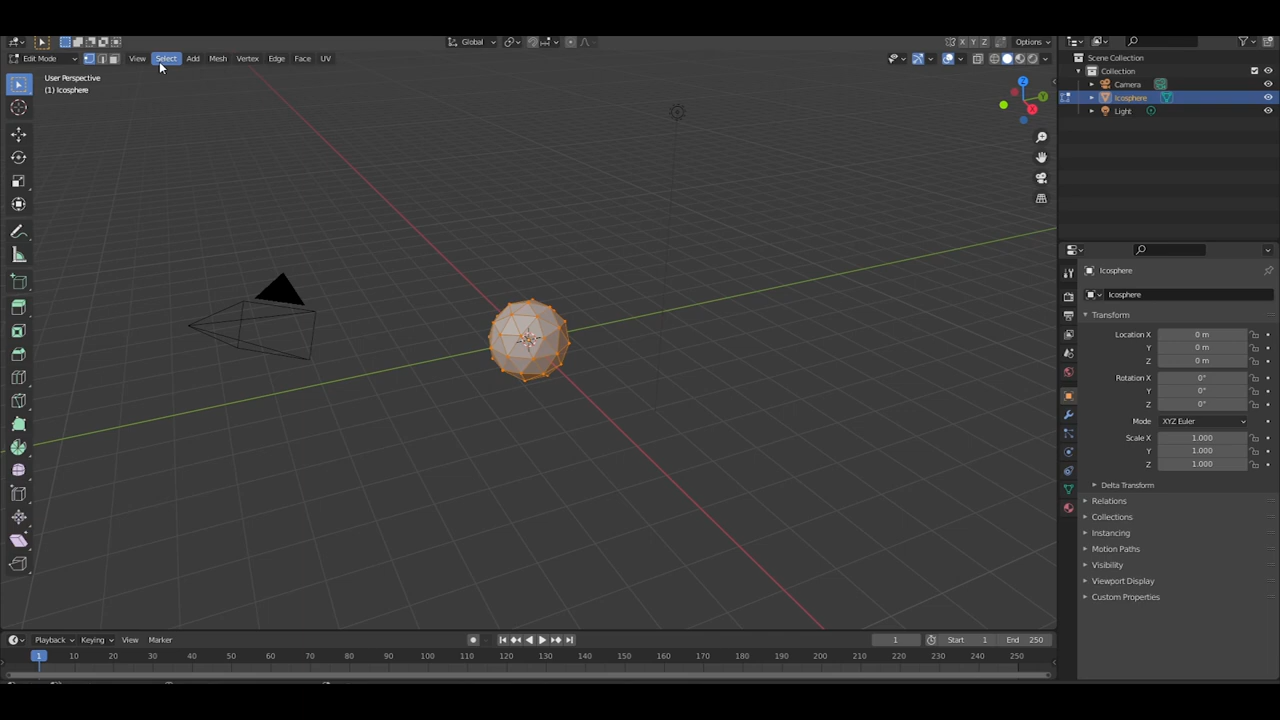 Global
X Y Z
Options
Edit Mode
View Select Add Mesh Vertex Edge Face UV
User Perspective
(1) Icosphere
Z
Y
X
Scene Collection
Collection
Camera
Icosphere
Light
Icosphere
Icosphere
Transform
Location X 0 m
Y 0 m
Z 0 m
Rotation X 0°
Y 0°
Z 0°
Mode XYZ Euler
Scale X 1.000
Y 1.000
Z 1.000
Delta Transform
Relations
Collections
Instancing
Motion Paths
Visibility
Viewport Display
Custom Properties
Playback Keying View Marker
1 Start 1 End 250
1 10 20 30 40 50 60 70 80 90 100 110 120 130 140 150 160 170 180 190 200 210 220 230 240 250